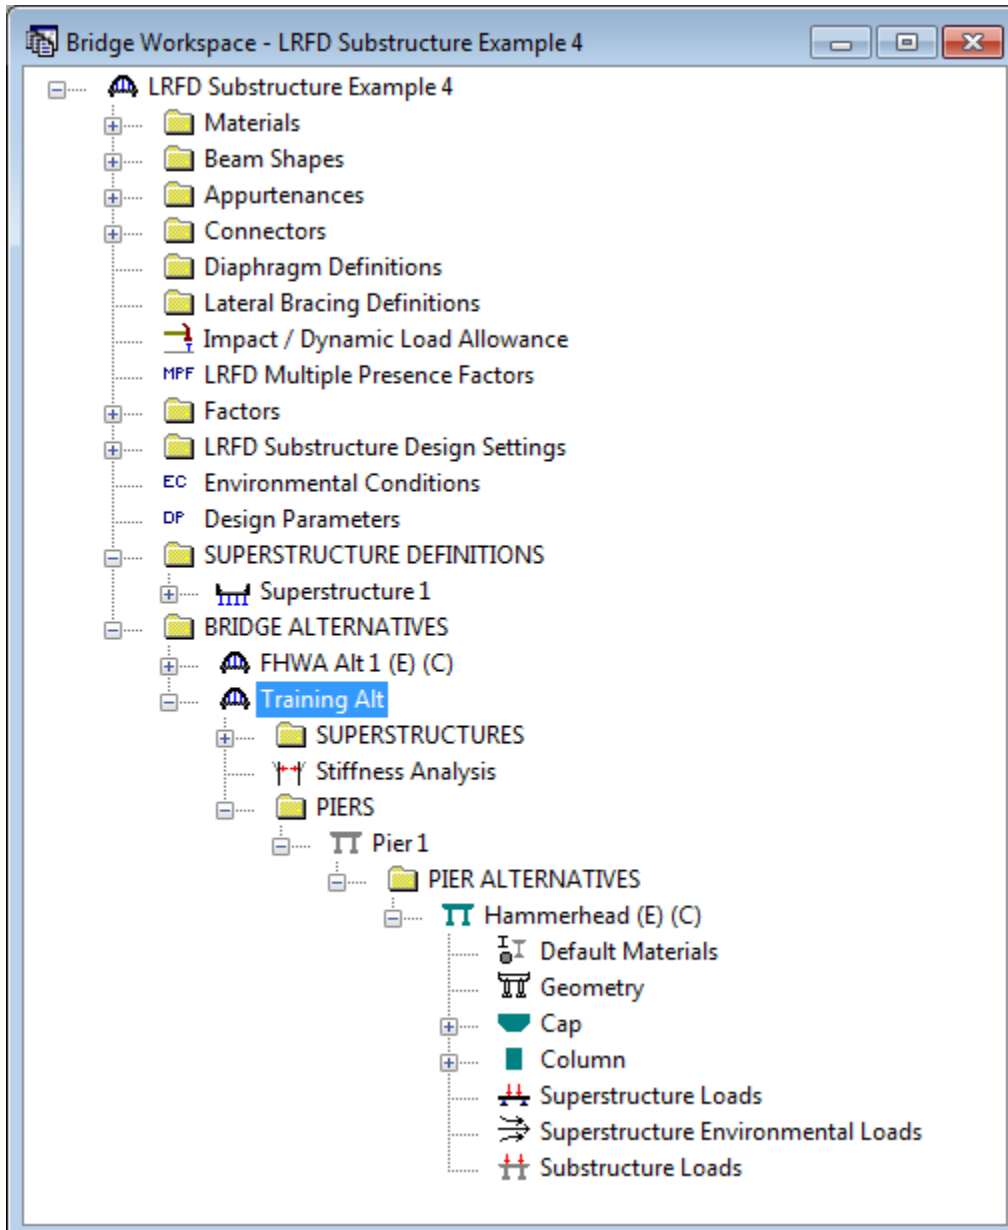 Bridge Workspace - LRFD Substructure Example 4
LRFD Substructure Example 4
Materials
Beam Shapes
Appurtenances
Connectors
Diaphragm Definitions
Lateral Bracing Definitions
Impact / Dynamic Load Allowance
MPF LRFD Multiple Presence Factors
Factors
LRFD Substructure Design Settings
EC Environmental Conditions
DP Design Parameters
SUPERSTRUCTURE DEFINITIONS
Superstructure 1
BRIDGE ALTERNATIVES
FHWA Alt 1 (E) (C)
Training Alt
SUPERSTRUCTURES
Stiffness Analysis
PIERS
Pier 1
PIER ALTERNATIVES
Hammerhead (E) (C)
Default Materials
Geometry
Cap
Column
Superstructure Loads
Superstructure Environmental Loads
Substructure Loads